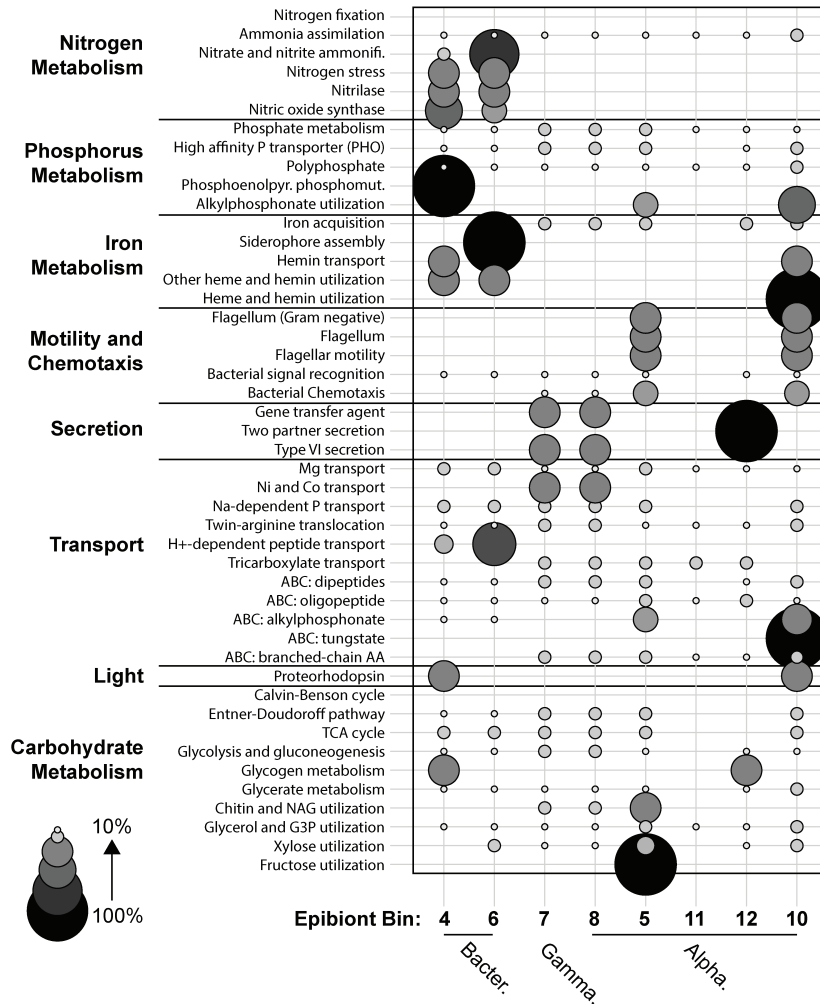 Nitrogen
Metabolism
Nitrogen fixation
Ammonia assimilation
Nitrate and nitrite ammonifi.
Nitrogen stress
Nitrilase
Nitric oxide synthase
Phosphorus
Metabolism
Phosphate metabolism
High affinity P transporter (PHO)
Polyphosphate
Phosphoenolpyr. phosphomut.
Alkylphosphonate utilization
Iron
Metabolism
Iron acquisition
Siderophore assembly
Hemin transport
Other heme and hemin utilization
Heme and hemin utilization
Motility and
Chemotaxis
Flagellum (Gram negative)
Flagellum
Flagellar motility
Bacterial signal recognition
Bacterial Chemotaxis
Secretion
Gene transfer agent
Two partner secretion
Type VI secretion
Transport
Mg transport
Ni and Co transport
Na-dependent P transport
Twin-arginine translocation
H+-dependent peptide transport
Tricarboxylate transport
ABC: dipeptides
ABC: oligopeptide
ABC: alkylphosphonate
ABC: tungstate
ABC: branched-chain AA
Light
Proteorhodopsin
Carbohydrate
Metabolism
Calvin-Benson cycle
Entner-Doudoroff pathway
TCA cycle
Glycolysis and gluconeogenesis
Glycogen metabolism
Glycerate metabolism
Chitin and NAG utilization
Glycerol and G3P utilization
Xylose utilization
Fructose utilization
10%
100%
Epibiont Bin: 4 6 7 8 5 11 12 10
Bacter. Gamma. Alpha.